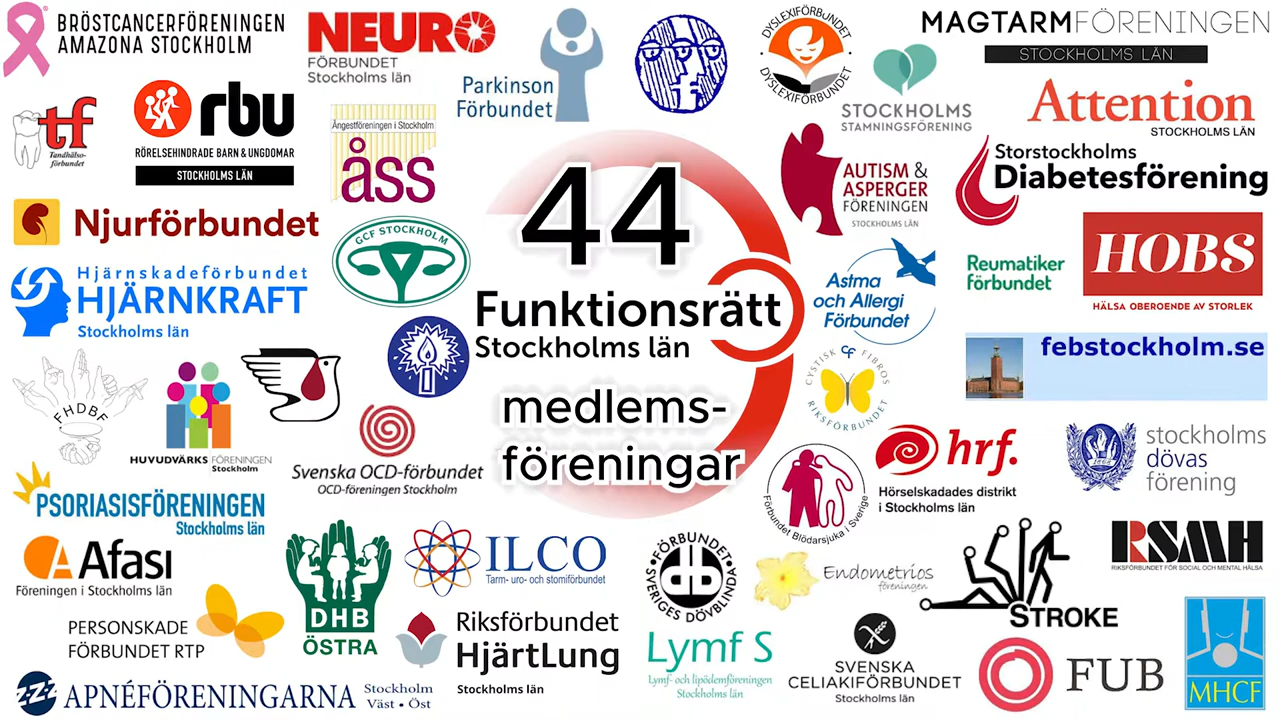 BRÖSTCANCERFÖRENINGEN
AMAZONA STOCKHOLM
NEURO
FÖRBUNDET
Stockholms län
Parkinson
Förbundet
DYSLEXIFÖRBUNDET
DYSLEXIFÖRBUNDET
STOCKHOLMS
STAMNINGSFÖRENING
MAGTARMFÖRENINGEN
STOCKHOLMS LÄN
Attention
STOCKHOLMS LÄN
tf
Tandhälso-
förbundet
rbu
RÖRELSEHINDRADE BARN & UNGDOMAR
STOCKHOLMS LÄN
Ångestföreningen i Stockholm
åss
44
Funktionsrätt
Stockholms län
medlems-
föreningar
AUTISM &
ASPERGER
FÖRENINGEN
STOCKHOLMS LÄN
Storstockholms
Diabetesförening
Njurförbundet
GCF STOCKHOLM
Astma
och Allergi
Förbundet
Reumatiker
förbundet
HOBS
HÄLSA OBEROENDE AV STORLEK
Hjärnskadeförbundet
HJÄRNKRAFT
Stockholms län
CYSTISK CF FIBROS
RIKSFÖRBUNDET
febstockholm.se
FHDBF
HUVUDVÄRKS FÖRENINGEN
Stockholm
Svenska OCD-förbundet
OCD-föreningen Stockholm
Förbundet Blödarsjuka i Sverige
hrf.
Hörselskadades distrikt
i Stockholms län
1868
stockholms
dövas
förening
PSORIASISFÖRENINGEN
Stockholms län
Afasi
Föreningen i Stockholms län
DHB
ÖSTRA
ILCO
Tarm- uro- och stomiförbundet
FÖRBUNDET
SVERIGES DÖVBLINDA
db
Endometrios
föreningen
STROKE
RSMH
RIKSFÖRBUNDET FÖR SOCIAL OCH MENTAL HÄLSA
PERSONSKADE
FÖRBUNDET RTP
Riksförbundet
HjärtLung
Stockholms län
Lymf S
Lymf- och lipödemföreningen
Stockholms län
SVENSKA
CELIAKIFÖRBUNDET
Stockholms län
FUB
MHCF
zzz
APNÉFÖRENINGARNA
Stockholm
Väst · Öst